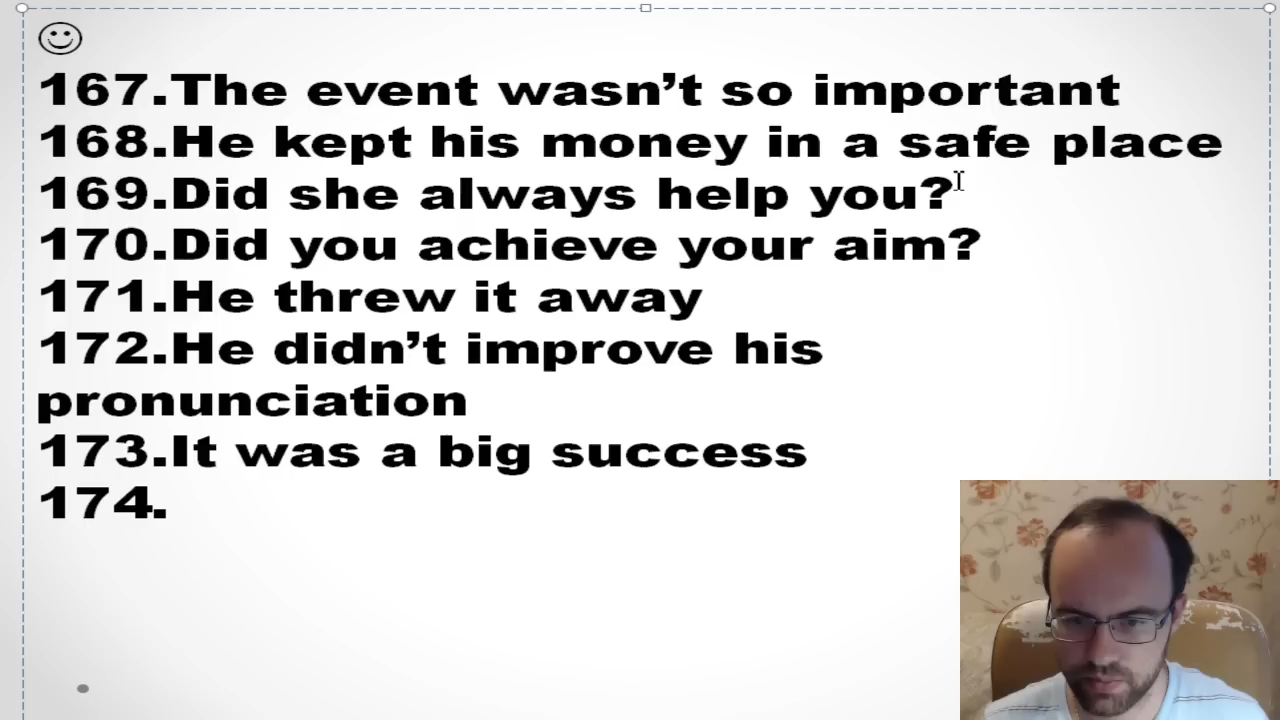 167.The event wasn’t so important
168.He kept his money in a safe place
169.Did she always help you?
170.Did you achieve your aim?
171.He threw it away
172.He didn’t improve his
pronunciation
173.It was a big success
174.